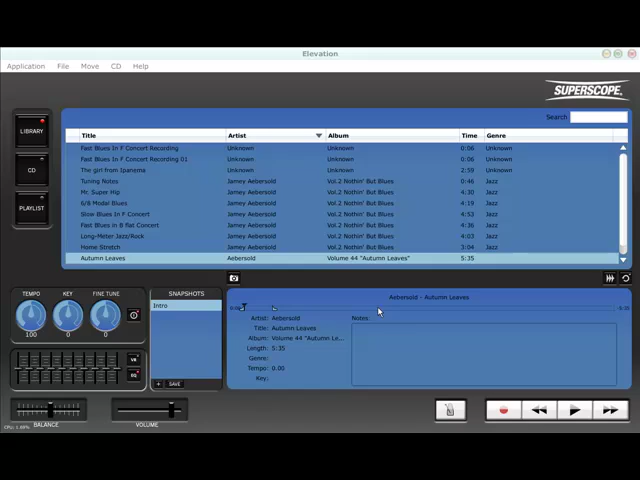 Elevation
Application File Move CD Help
SUPERSCOPE.
Search
LIBRARY
CD
PLAYLIST
Title Artist Album Time Genre
Fast Blues In F Concert Recording Unknown Unknown 0:06 Unknown
Fast Blues In F Concert Recording 01 Unknown Unknown 0:06 Unknown
The girl from Ipanema Unknown Unknown 2:59 Unknown
Tuning Notes Jamey Aebersold Vol.2 Nothin' But Blues 0:46 Jazz
Mr. Super Hip Jamey Aebersold Vol.2 Nothin' But Blues 4:30 Jazz
6/8 Modal Blues Jamey Aebersold Vol.2 Nothin' But Blues 4:19 Jazz
Slow Blues In F Concert Jamey Aebersold Vol.2 Nothin' But Blues 4:53 Jazz
Fast Blues in B flat Concert Jamey Aebersold Vol.2 Nothin' But Blues 4:36 Jazz
Long-Meter Jazz/Rock Jamey Aebersold Vol.2 Nothin' But Blues 4:03 Jazz
Home Stretch Jamey Aebersold Vol.2 Nothin' But Blues 3:04 Jazz
Autumn Leaves Aebersold Volume 44 "Autumn Leaves" 5:35
TEMPO KEY FINE TUNE
100 0 0
SNAPSHOTS
Intro
+ SAVE
VR
EQ
Aebersold - Autumn Leaves
-5:35
Artist: Aebersold
Title: Autumn Leaves
Album: Volume 44 "Autumn Le...
Length: 5:35
Genre:
Tempo: 0.00
Key:
Notes
BALANCE
VOLUME
CPU: 1.69%